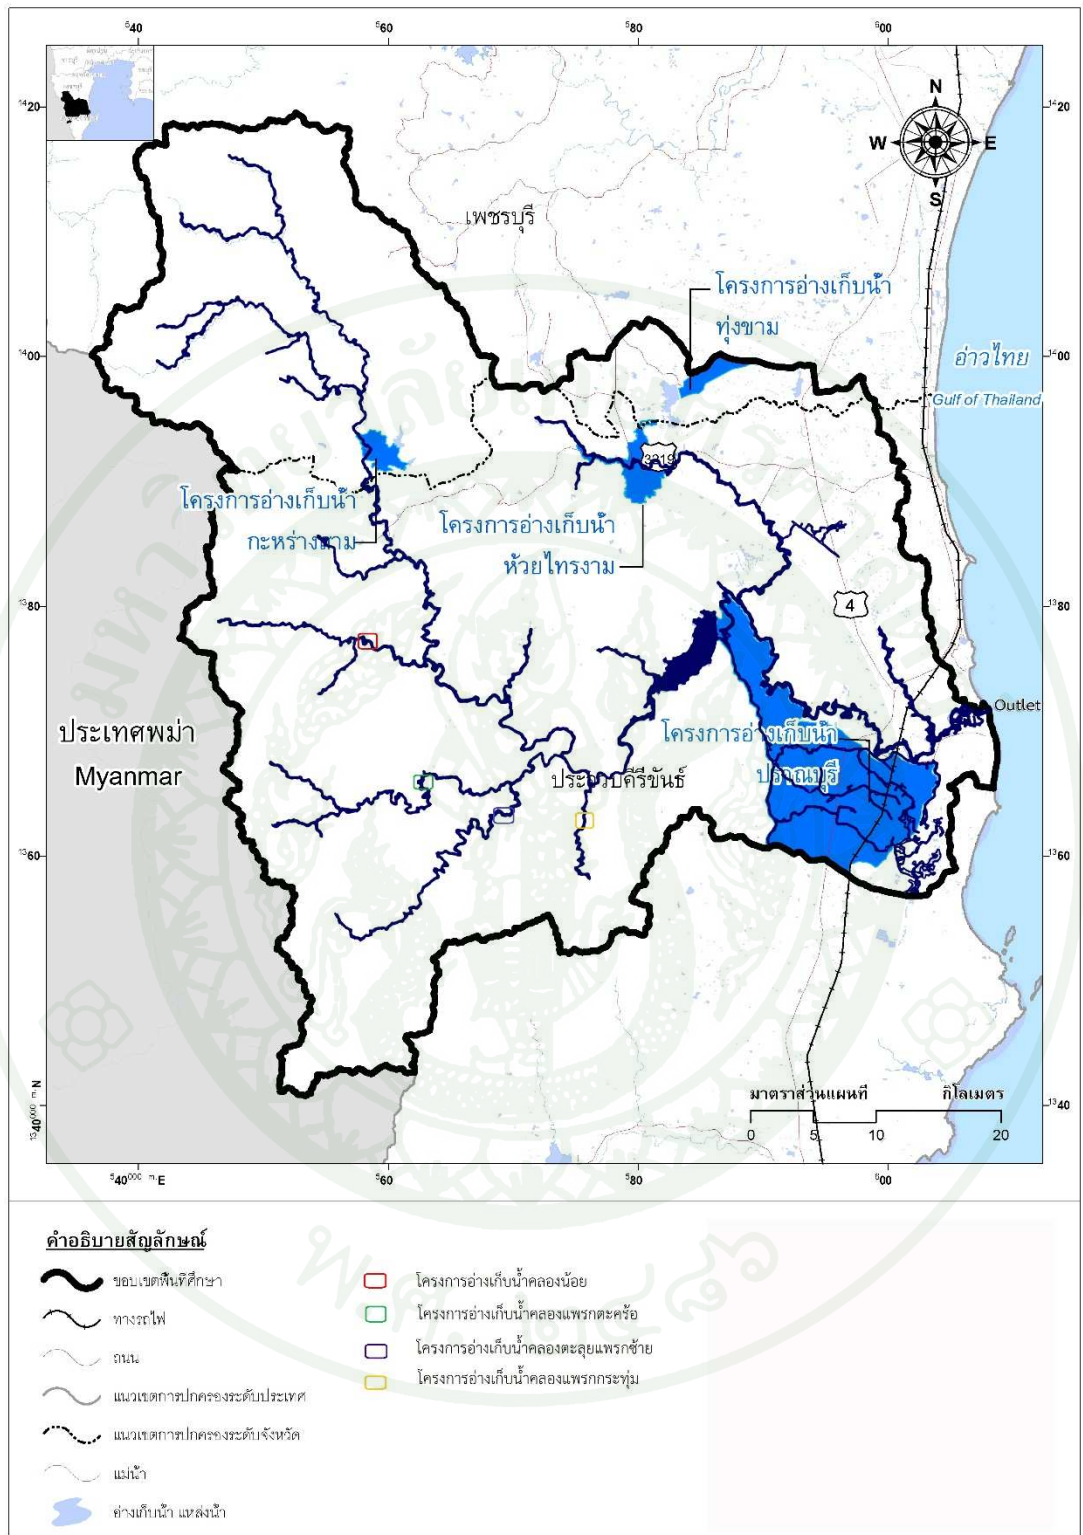 ⁵40
⁵60
⁵80
⁶00
¹⁴20
¹⁴20
N
W
E
S
เพชรบุรี
โครงการอ่างเก็บน้ำ
ทุ่งขาม
¹⁴00
¹⁴00
อ่าวไทย
Gulf of Thailand
3219
โครงการอ่างเก็บน้ำ
กะหร่างสาม
โครงการอ่างเก็บน้ำ
ห้วยไทรงาม
¹³80
¹³80
4
Outlet
ประเทศพม่า
Myanmar
โครงการอ่างเก็บน้ำ
ปราณบุรี
ประจวบคีรีขันธ์
¹³60
¹³60
¹³40⁰⁰⁰ ᵐ·N
¹³40
มาตราส่วนแผนที่
กิโลเมตร
0 5 10 20
⁵40⁰⁰⁰ ᵐ·E
⁵60
⁵80
⁶00
คำอธิบายสัญลักษณ์
ขอบเขตพื้นที่ศึกษา
ทางรถไฟ
ถนน
แนวเขตการปกครองระดับประเทศ
แนวเขตการปกครองระดับจังหวัด
แม่น้ำ
อ่างเก็บน้ำ แหล่งน้ำ
โครงการอ่างเก็บน้ำคลองน้อย
โครงการอ่างเก็บน้ำคลองแพรกตะคร้อ
โครงการอ่างเก็บน้ำคลองตะลุยแพรกซ้าย
โครงการอ่างเก็บน้ำคลองแพรกกระทุ่ม
พ.ศ. ๒๔๘๖